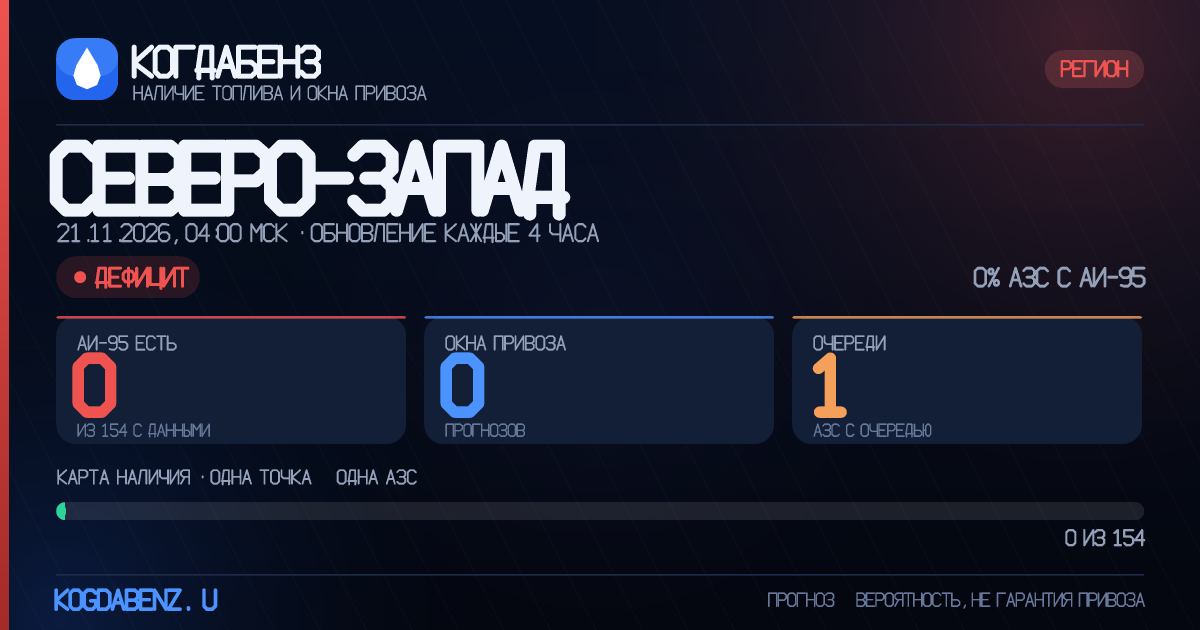 КОГДАБЕНЗ
НАЛИЧИЕ ТОПЛИВА И ОКНА ПРИВОЗА
РЕГИОН
СЕВЕРО-ЗАПАД
21.11.2026, 04:00 МСК · ОБНОВЛЕНИЕ КАЖДЫЕ 4 ЧАСА
ДЕФИЦИТ
0% АЗС С АИ-95
АИ-95 ЕСТЬ
0
ИЗ 154 С ДАННЫМИ
ОКНА ПРИВОЗА
0
ПРОГНОЗОВ
ОЧЕРЕДИ
1
АЗС С ОЧЕРЕДЬЮ
КАРТА НАЛИЧИЯ · ОДНА ТОЧКА ОДНА АЗС
0 ИЗ 154
KOGDABENZ. U
ПРОГНОЗ ВЕРОЯТНОСТЬ, НЕ ГАРАНТИЯ ПРИВОЗА